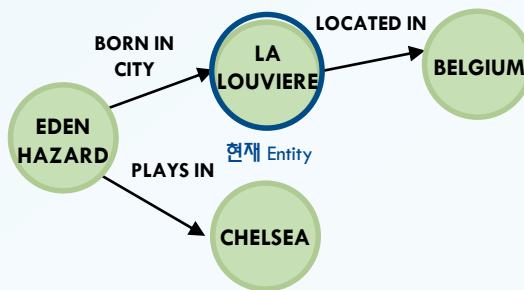 BORN IN
CITY
LA
LOUVIERE
LOCATED IN
BELGIUM
EDEN
HAZARD
현재 Entity
PLAYS IN
CHELSEA